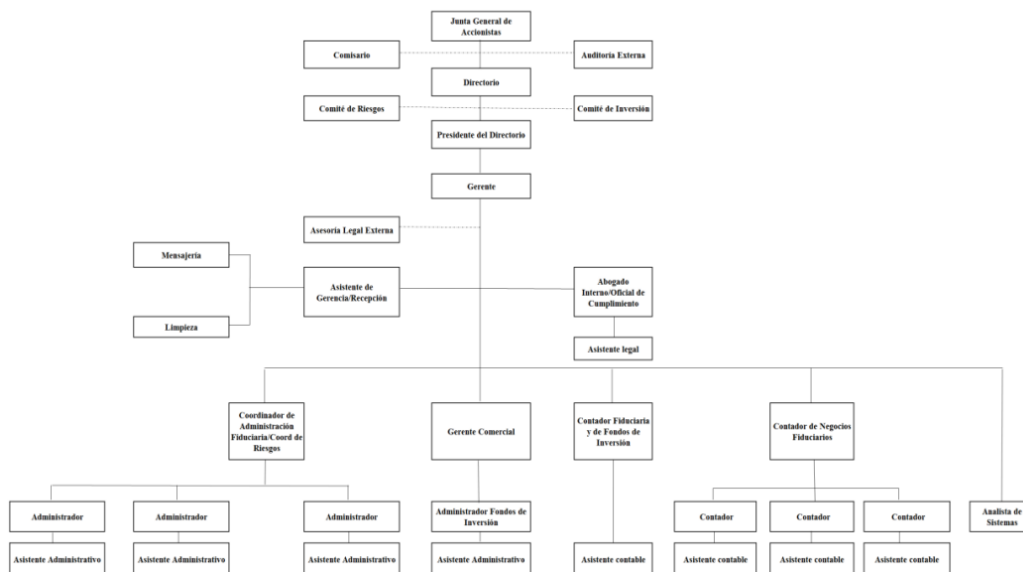 Junta General de
Accionistas
Comisario
Auditoría Externa
Directorio
Comité de Riesgos
Comité de Inversión
Presidente del Directorio
Gerente
Asesoría Legal Externa
Mensajería
Asistente de
Gerencia/Recepción
Abogado
Interno/Oficial de
Cumplimiento
Limpieza
Asistente legal
Coordinador de
Administración
Fiduciaria/Coord de
Riesgos
Gerente Comercial
Contador Fiduciaria
y de Fondos de
Inversión
Contador de Negocios
Fiduciarios
Administrador
Administrador
Administrador
Administrador Fondos de
Inversión
Contador
Contador
Contador
Analista de
Sistemas
Asistente Administrativo
Asistente Administrativo
Asistente Administrativo
Asistente Administrativo
Asistente contable
Asistente contable
Asistente contable
Asistente contable